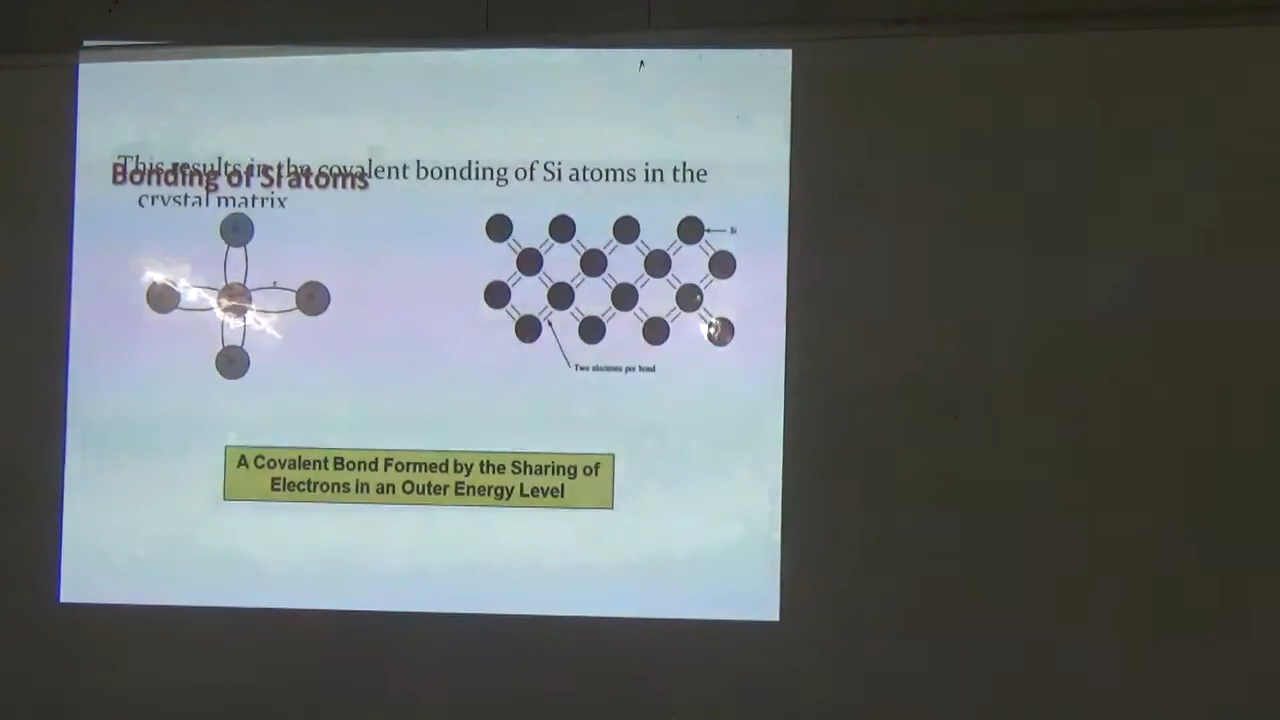 This results in the covalent bonding of Si atoms in the
Bonding of Si atoms
crystal matrix
Si
Two electrons per bond
A Covalent Bond Formed by the Sharing of
Electrons in an Outer Energy Level